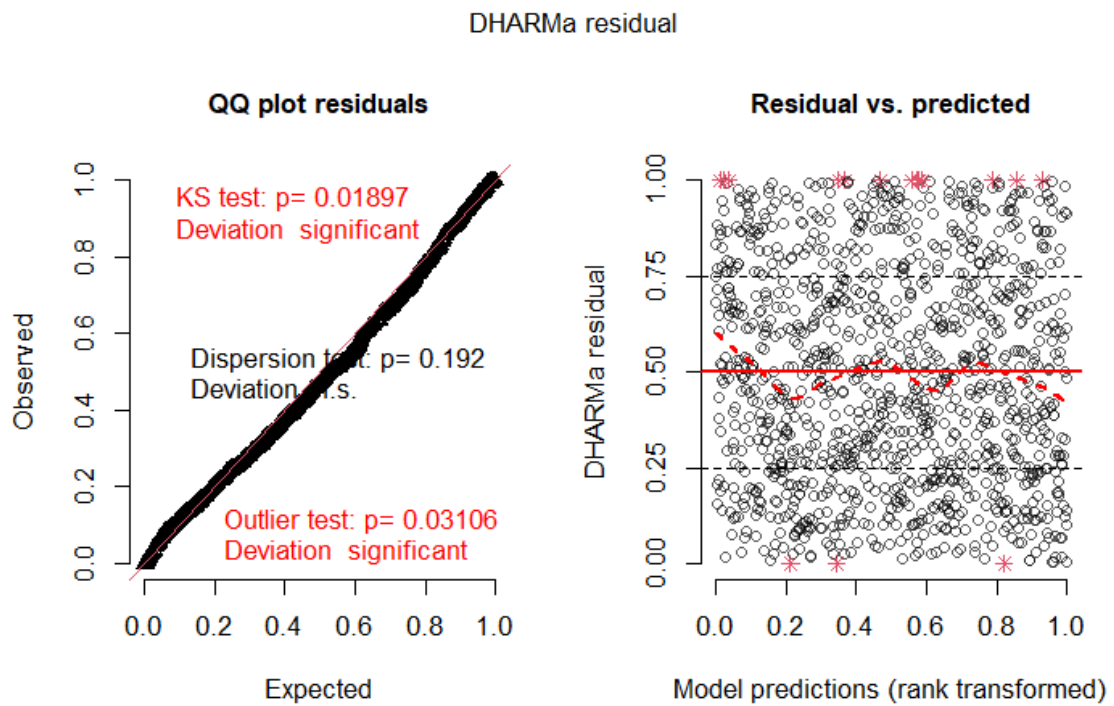 DHARMa residual
QQ plot residuals
KS test: p= 0.01897
Deviation significant
Dispersion test: p= 0.192
Deviation n.s.
Outlier test: p= 0.03106
Deviation significant
Observed
0.0 0.2 0.4 0.6 0.8 1.0
0.0 0.2 0.4 0.6 0.8 1.0
Expected
Residual vs. predicted
DHARMa residual
0.00 0.25 0.50 0.75 1.00
0.0 0.2 0.4 0.6 0.8 1.0
Model predictions (rank transformed)